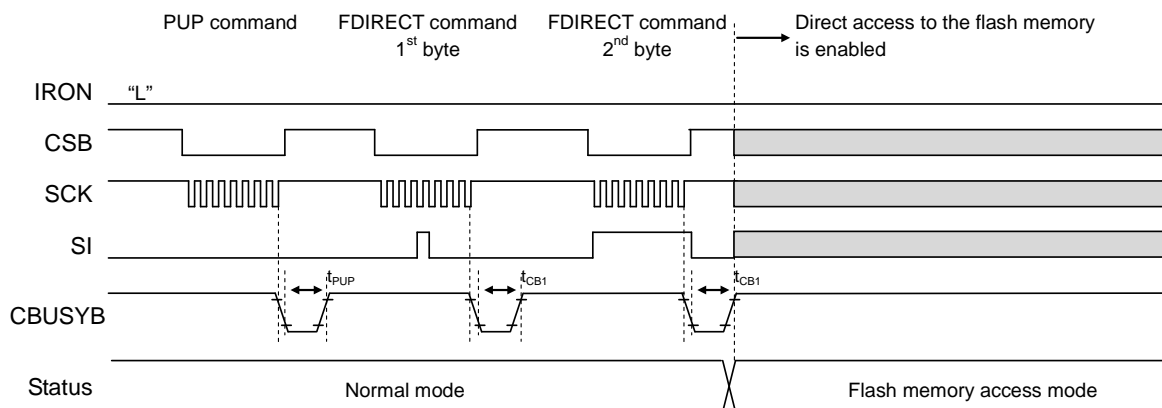 PUP command
FDIRECT command
1st byte
FDIRECT command
2nd byte
Direct access to the flash memory
is enabled
IRON “L”
CSB
SCK
SI
tPUP tCB1 tCB1
CBUSYB
Status Normal mode Flash memory access mode